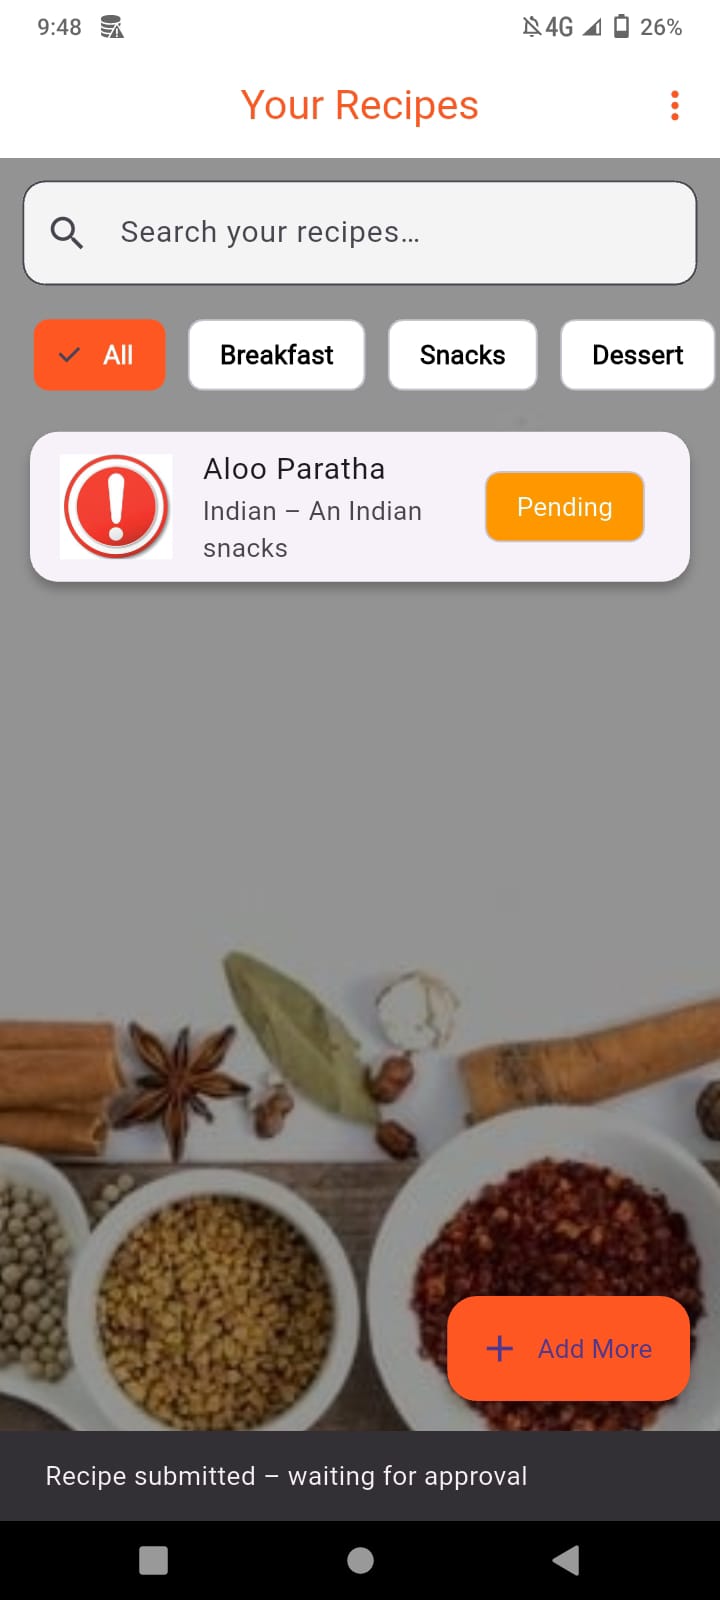 9:48 4G 26%
Your Recipes
Search your recipes...
All Breakfast Snacks Dessert
Aloo Paratha
Indian – An Indian
snacks
Pending
Add More
Recipe submitted – waiting for approval